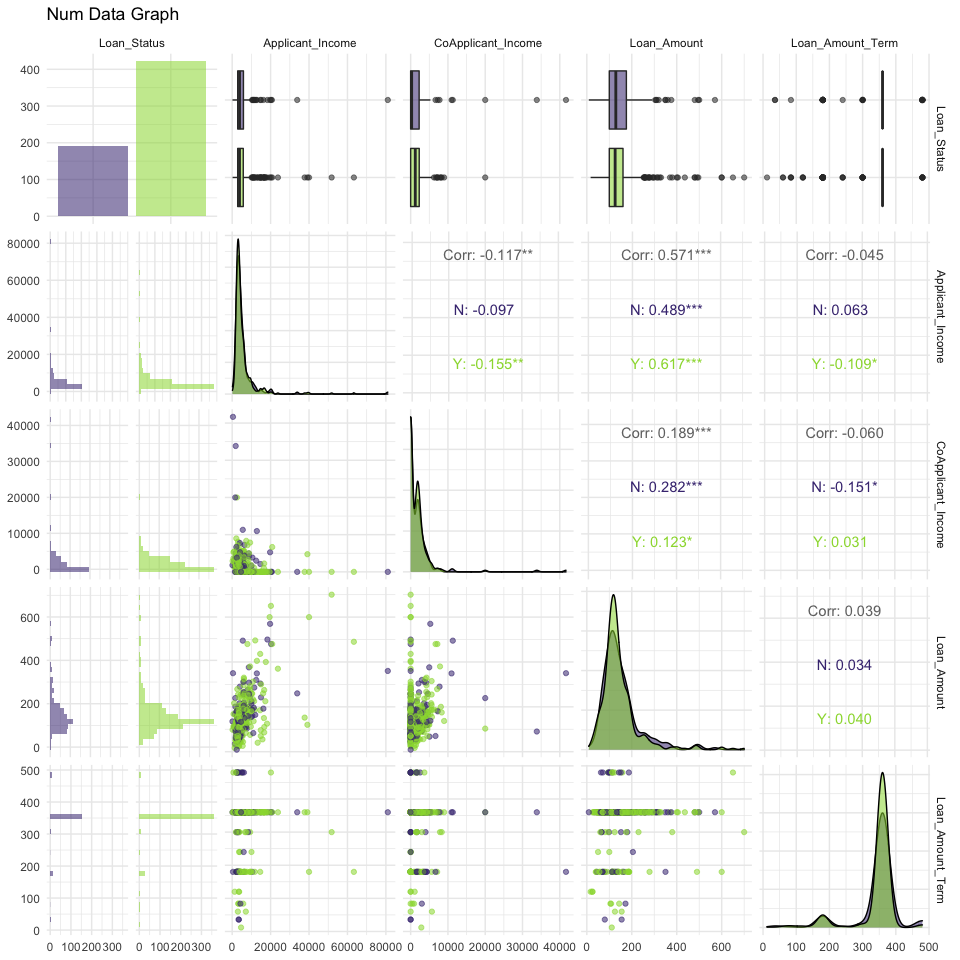 Num Data Graph
Loan_Status Applicant_Income CoApplicant_Income Loan_Amount Loan_Amount_Term
400
300
200
100
0
Loan_Status
80000
60000
40000
20000
0
Corr: -0.117**
N: -0.097
Y: -0.155**
Corr: 0.571***
N: 0.489***
Y: 0.617***
Corr: -0.045
N: 0.063
Y: -0.109*
Applicant_Income
40000
30000
20000
10000
0
Corr: 0.189***
N: 0.282***
Y: 0.123*
Corr: -0.060
N: -0.151*
Y: 0.031
CoApplicant_Income
600
400
200
0
Corr: 0.039
N: 0.034
Y: 0.040
Loan_Amount
500
400
300
200
100
0
Loan_Amount_Term
0 100 200 300 0 100 200 300 0 20000 40000 60000 80000 0 10000 20000 30000 40000 0 200 400 600 0 100 200 300 400 500